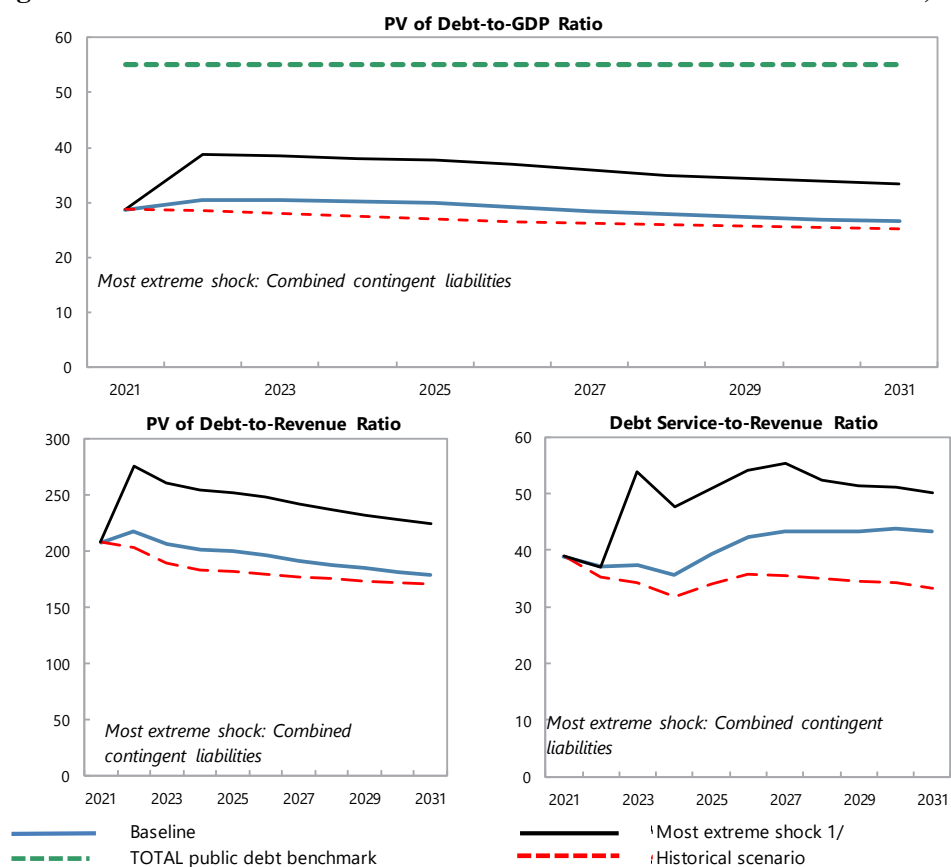 PV of Debt-to-GDP Ratio
60
50
40
30
20
10
0
Most extreme shock: Combined contingent liabilities
2021 2023 2025 2027 2029 2031
PV of Debt-to-Revenue Ratio
300
250
200
150
100
50
0
Most extreme shock: Combined
contingent liabilities
2021 2023 2025 2027 2029 2031
Debt Service-to-Revenue Ratio
60
50
40
30
20
10
0
Most extreme shock: Combined contingent
liabilities
2021 2023 2025 2027 2029 2031
Baseline
Most extreme shock 1/
TOTAL public debt benchmark
Historical scenario